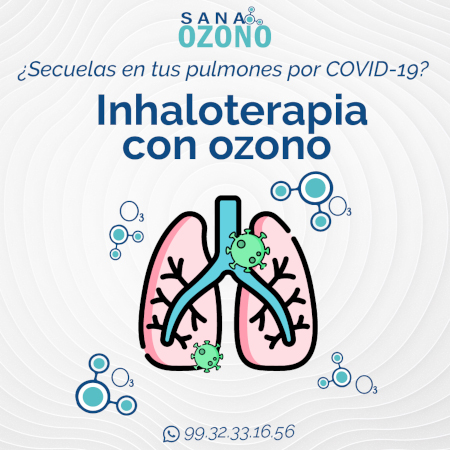 SANA
OZONO
¿Secuelas en tus pulmones por COVID-19?
Inhaloterapia
con ozono
O3
O3
O3
O3
99.32.33.16.56